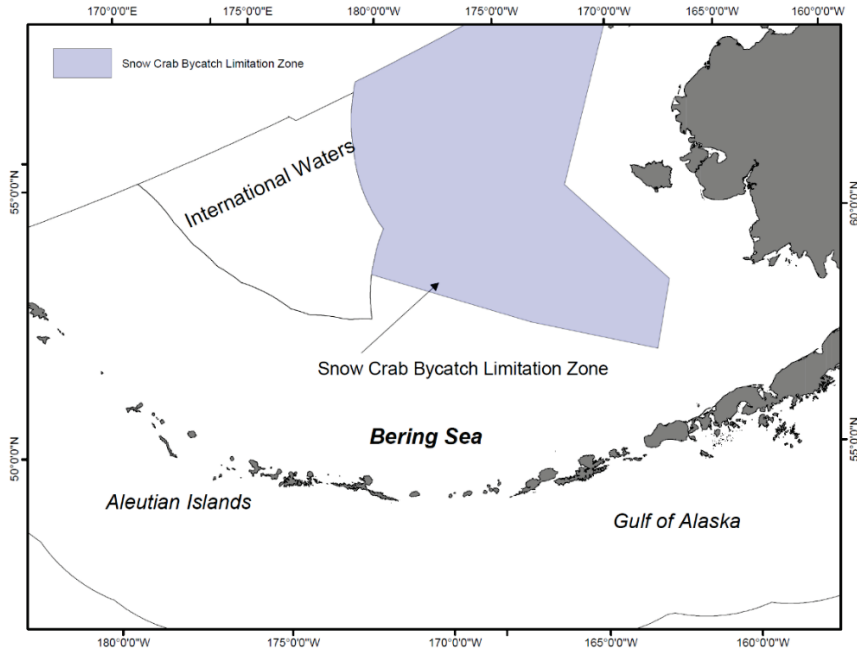 170°0'0"E 175°0'0"E 180°0'0" 175°0'0"W 170°0'0"W 165°0'0"W 160°0'0"W
Snow Crab Bycatch Limitation Zone
International Waters
55°0'0"N
60°0'0"N
Snow Crab Bycatch Limitation Zone
Bering Sea
50°0'0"N
55°0'0"N
Aleutian Islands
Gulf of Alaska
180°0'0" 175°0'0"W 170°0'0"W 165°0'0"W 160°0'0"W